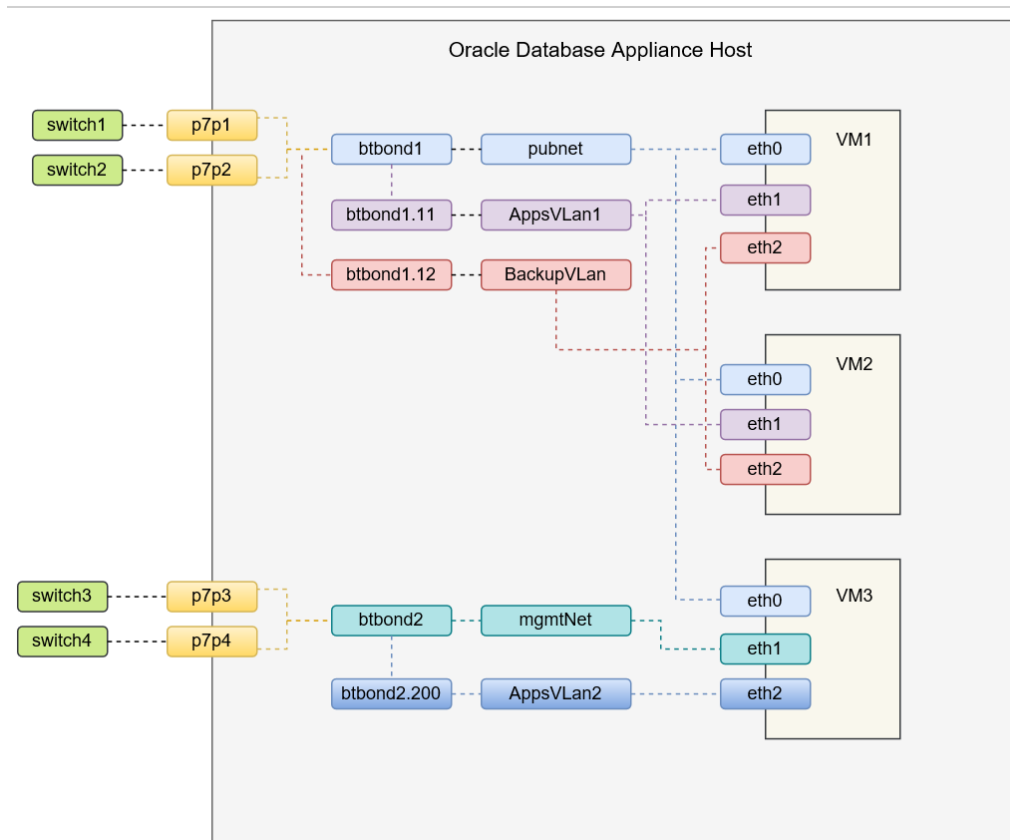 Oracle Database Appliance Host
switch1
p7p1
switch2
p7p2
btbond1
pubnet
btbond1.11
AppsVLan1
btbond1.12
BackupVLan
eth0
VM1
eth1
eth2
VM2
eth0
eth1
eth2
switch3
p7p3
switch4
p7p4
btbond2
mgmtNet
btbond2.200
AppsVLan2
eth0
VM3
eth1
eth2